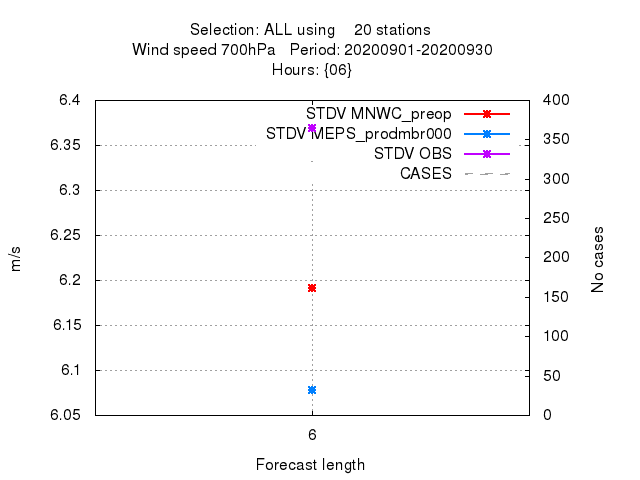 Selection: ALL using 20 stations
Wind speed 700hPa Period: 20200901-20200930
Hours: {06}
STDV MNWC_preop
STDV MEPS_prodmbr000
STDV OBS
CASES
6.4
6.35
6.3
6.25
6.2
6.15
6.1
6.05
m/s
400
350
300
250
200
150
100
50
0
No cases
6
Forecast length